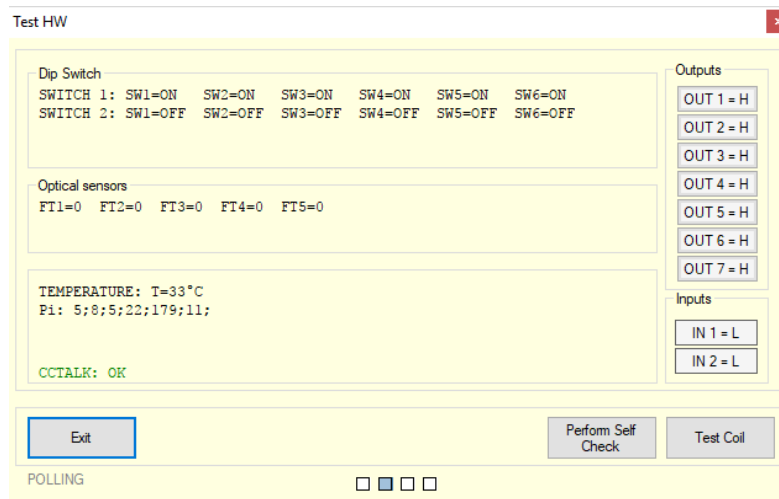 Test HW
Dip Switch
SWITCH 1: SW1=ON SW2=ON SW3=ON SW4=ON SW5=ON SW6=ON
SWITCH 2: SW1=OFF SW2=OFF SW3=OFF SW4=OFF SW5=OFF SW6=OFF
Optical sensors
FT1=0 FT2=0 FT3=0 FT4=0 FT5=0
TEMPERATURE: T=33°C
Pi: 5;8;5;22;179;11;
CCTALK: OK
Outputs
OUT 1 = H
OUT 2 = H
OUT 3 = H
OUT 4 = H
OUT 5 = H
OUT 6 = H
OUT 7 = H
Inputs
IN 1 = L
IN 2 = L
Exit
Perform Self
Check
Test Coil
POLLING